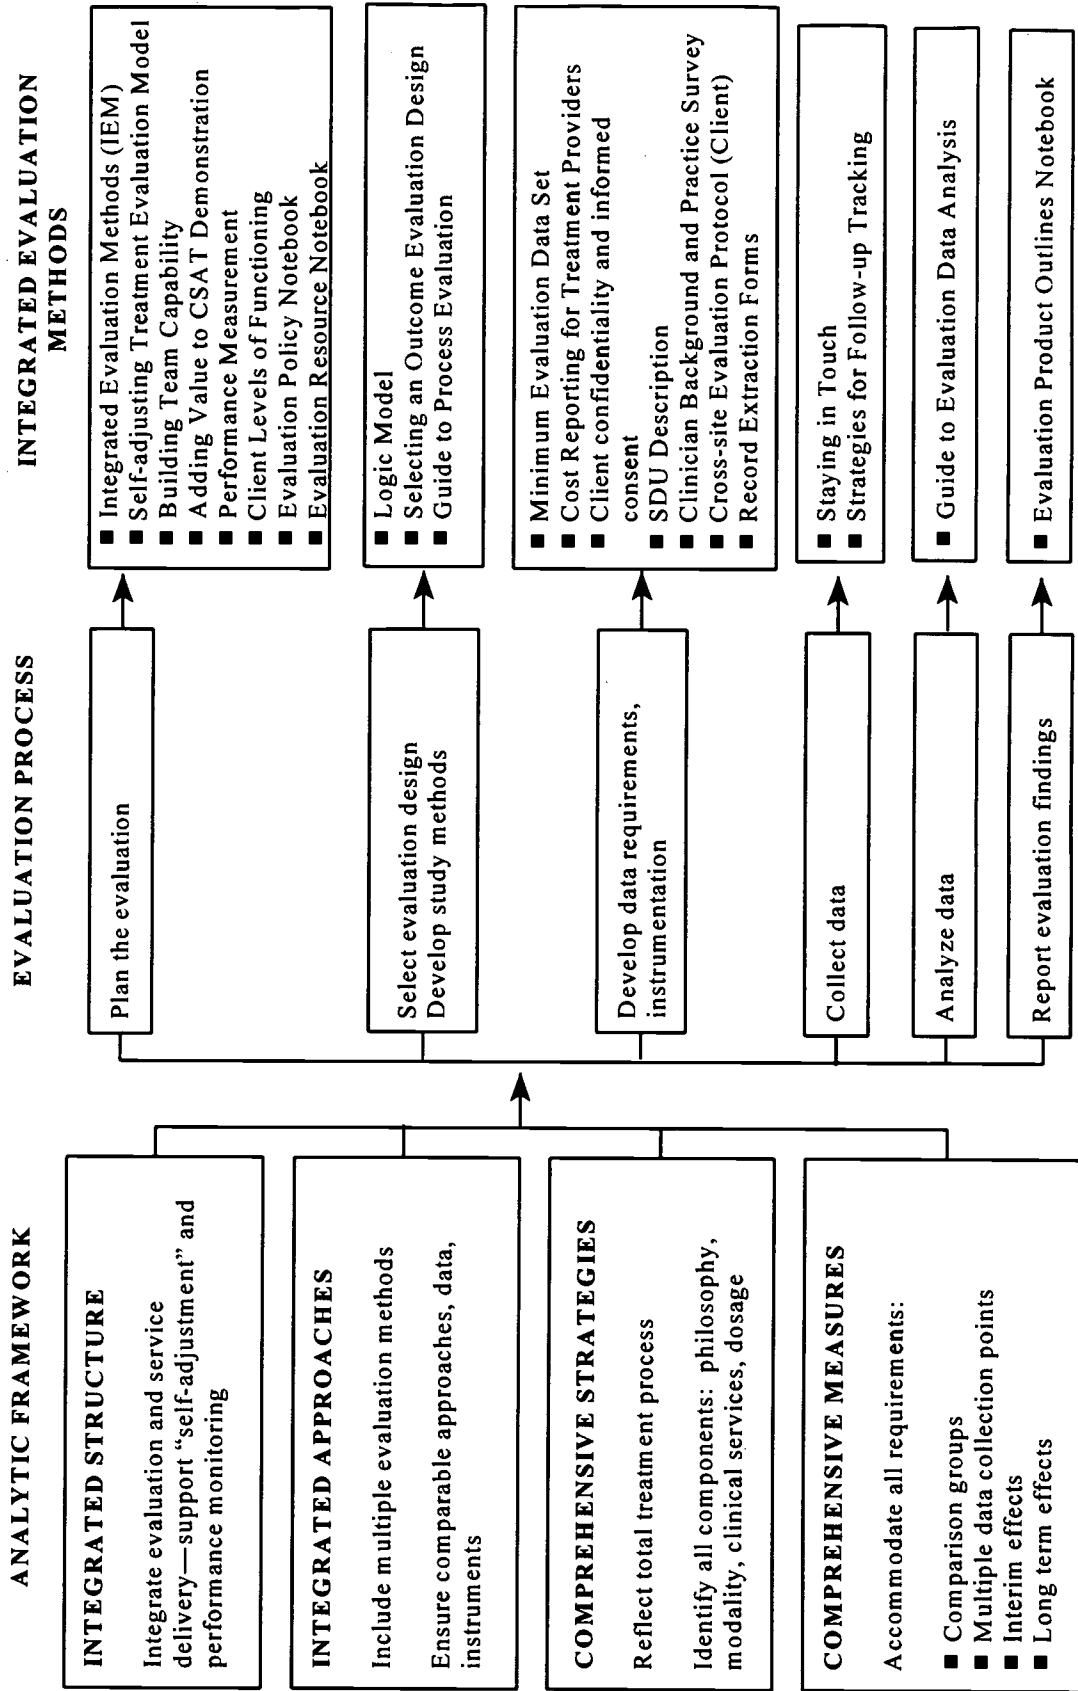 ANALYTIC FRAMEWORK
INTEGRATED STRUCTURE
Integrate evaluation and service
delivery—support “self-adjustment” and
performance monitoring
INTEGRATED APPROACHES
Include multiple evaluation methods
Ensure comparable approaches, data,
instruments
COMPREHENSIVE STRATEGIES
Reflect total treatment process
Identify all components: philosophy,
modality, clinical services, dosage
COMPREHENSIVE MEASURES
Accommodate all requirements:
■ Comparison groups
■ Multiple data collection points
■ Interim effects
■ Long term effects
EVALUATION PROCESS
Plan the evaluation
Select evaluation design
Develop study methods
Develop data requirements,
instrumentation
Collect data
Analyze data
Report evaluation findings
INTEGRATED EVALUATION
METHODS
■ Integrated Evaluation Methods (IEM)
■ Self-adjusting Treatment Evaluation Model
■ Building Team Capability
■ Adding Value to CSAT Demonstration
■ Performance Measurement
■ Client Levels of Functioning
■ Evaluation Policy Notebook
■ Evaluation Resource Notebook
■ Logic Model
■ Selecting an Outcome Evaluation Design
■ Guide to Process Evaluation
■ Minimum Evaluation Data Set
■ Cost Reporting for Treatment Providers
■ Client confidentiality and informed
consent
■ SDU Description
■ Clinician Background and Practice Survey
■ Cross-site Evaluation Protocol (Client)
■ Record Extraction Forms
■ Staying in Touch
■ Strategies for Follow-up Tracking
■ Guide to Evaluation Data Analysis
■ Evaluation Product Outlines Notebook